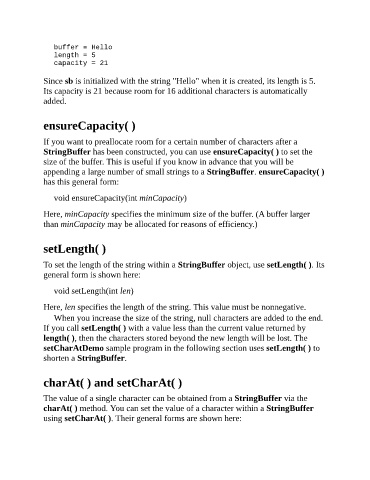 buffer = Hello
length = 5
capacity = 21
Since sb is initialized with the string "Hello" when it is created, its length is 5.
Its capacity is 21 because room for 16 additional characters is automatically
added.
ensureCapacity( )
If you want to preallocate room for a certain number of characters after a
StringBuffer has been constructed, you can use ensureCapacity( ) to set the
size of the buffer. This is useful if you know in advance that you will be
appending a large number of small strings to a StringBuffer. ensureCapacity( )
has this general form:
void ensureCapacity(int minCapacity)
Here, minCapacity specifies the minimum size of the buffer. (A buffer larger
than minCapacity may be allocated for reasons of efficiency.)
setLength( )
To set the length of the string within a StringBuffer object, use setLength( ). Its
general form is shown here:
void setLength(int len)
Here, len specifies the length of the string. This value must be nonnegative.
When you increase the size of the string, null characters are added to the end.
If you call setLength( ) with a value less than the current value returned by
length( ), then the characters stored beyond the new length will be lost. The
setCharAtDemo sample program in the following section uses setLength( ) to
shorten a StringBuffer.
charAt( ) and setCharAt( )
The value of a single character can be obtained from a StringBuffer via the
charAt( ) method. You can set the value of a character within a StringBuffer
using setCharAt( ). Their general forms are shown here: